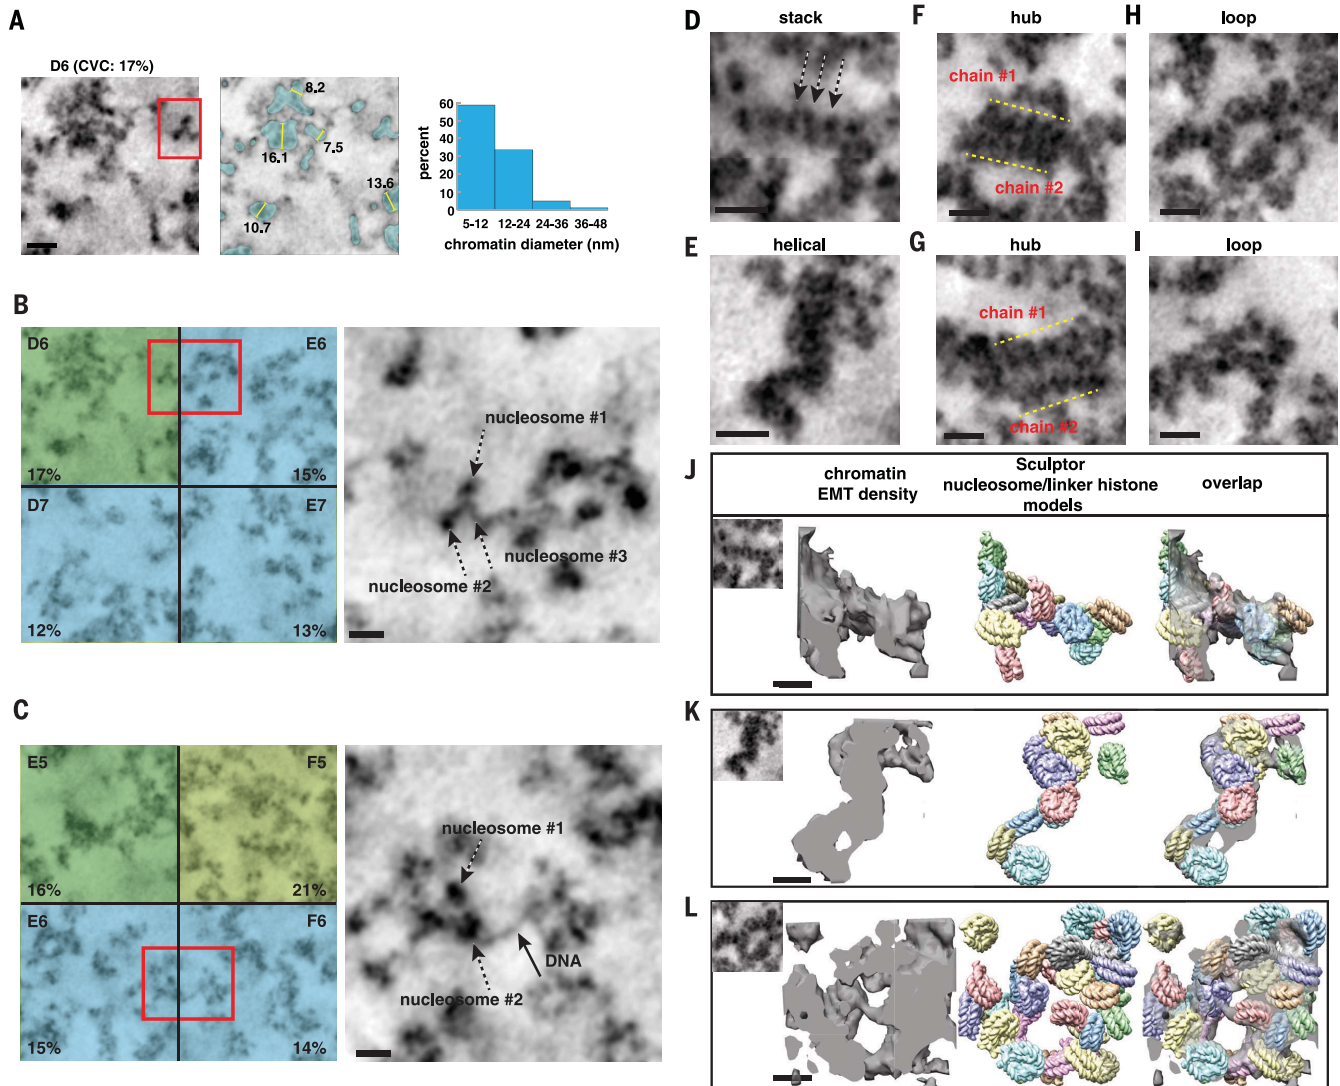 A
D6 (CVC: 17%)
8.2
16.1
7.5
13.6
10.7
percent
60
50
40
30
20
10
0
5-12 12-24 24-36 36-48
chromatin diameter (nm)
B
D6 E6
17% 15%
D7 E7
12% 13%
nucleosome #1
nucleosome #3
nucleosome #2
C
E5 F5
16% 21%
E6 F6
15% 14%
nucleosome #1
DNA
nucleosome #2
D
stack
E
helical
F
hub
chain #1
chain #2
G
hub
chain #1
chain #2
H
loop
I
loop
J
chromatin
EMT density
Sculptor
nucleosome/linker histone
models
overlap
K
L